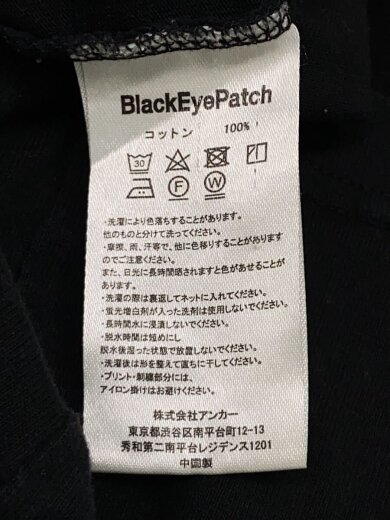 BlackEyePatch
コットン 100%
30
F W
・洗濯により色落ちすることがあります。
他のものと分けて洗ってください。
・摩擦、雨、汗等で、他に色移りすることがあります
のでご注意ください。
また、日光に長時間晒されますと色があせることが
あります。
・洗濯の際は裏返してネットに入れてください。
・蛍光増白剤が入った洗剤は使用しないでください。
・長時間水に浸漬しないでください。
・脱水時間は短めにし
脱水後湿った状態で放置しないでください。
・洗濯後は形を整えて直ちに干してください。
・プリント・刺繍部分には、
アイロン掛けはお避けください。
株式会社アンカー
東京都渋谷区南平台町12-13
秀和第二南平台レジデンス1201
中国製